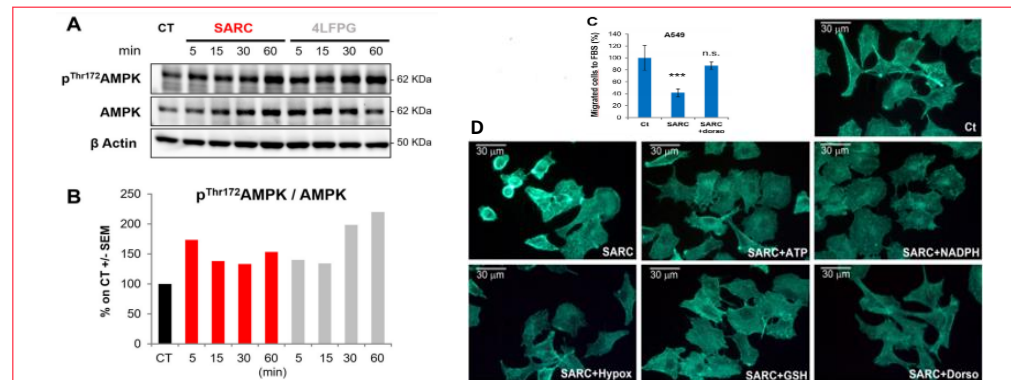 A
CT SARC 4LFPG
min 5 15 30 60 5 15 30 60
pThr172AMPK 62 KDa
AMPK 62 KDa
β Actin 50 KDa
B
pThr172AMPK / AMPK
% on CT +/- SEM
250
200
150
100
50
0
CT 5 15 30 60 5 15 30 60
(min)
C
A549
Migrated cells to FBS (%)
140
120
100
80
60
40
20
0
n.s.
***
Ct SARC SARC
+dorso
D
30 µm
Ct
30 µm
SARC
30 µm
SARC+ATP
30 µm
SARC+NADPH
30 µm
SARC+Hypox
30 µm
SARC+GSH
30 µm
SARC+Dorso